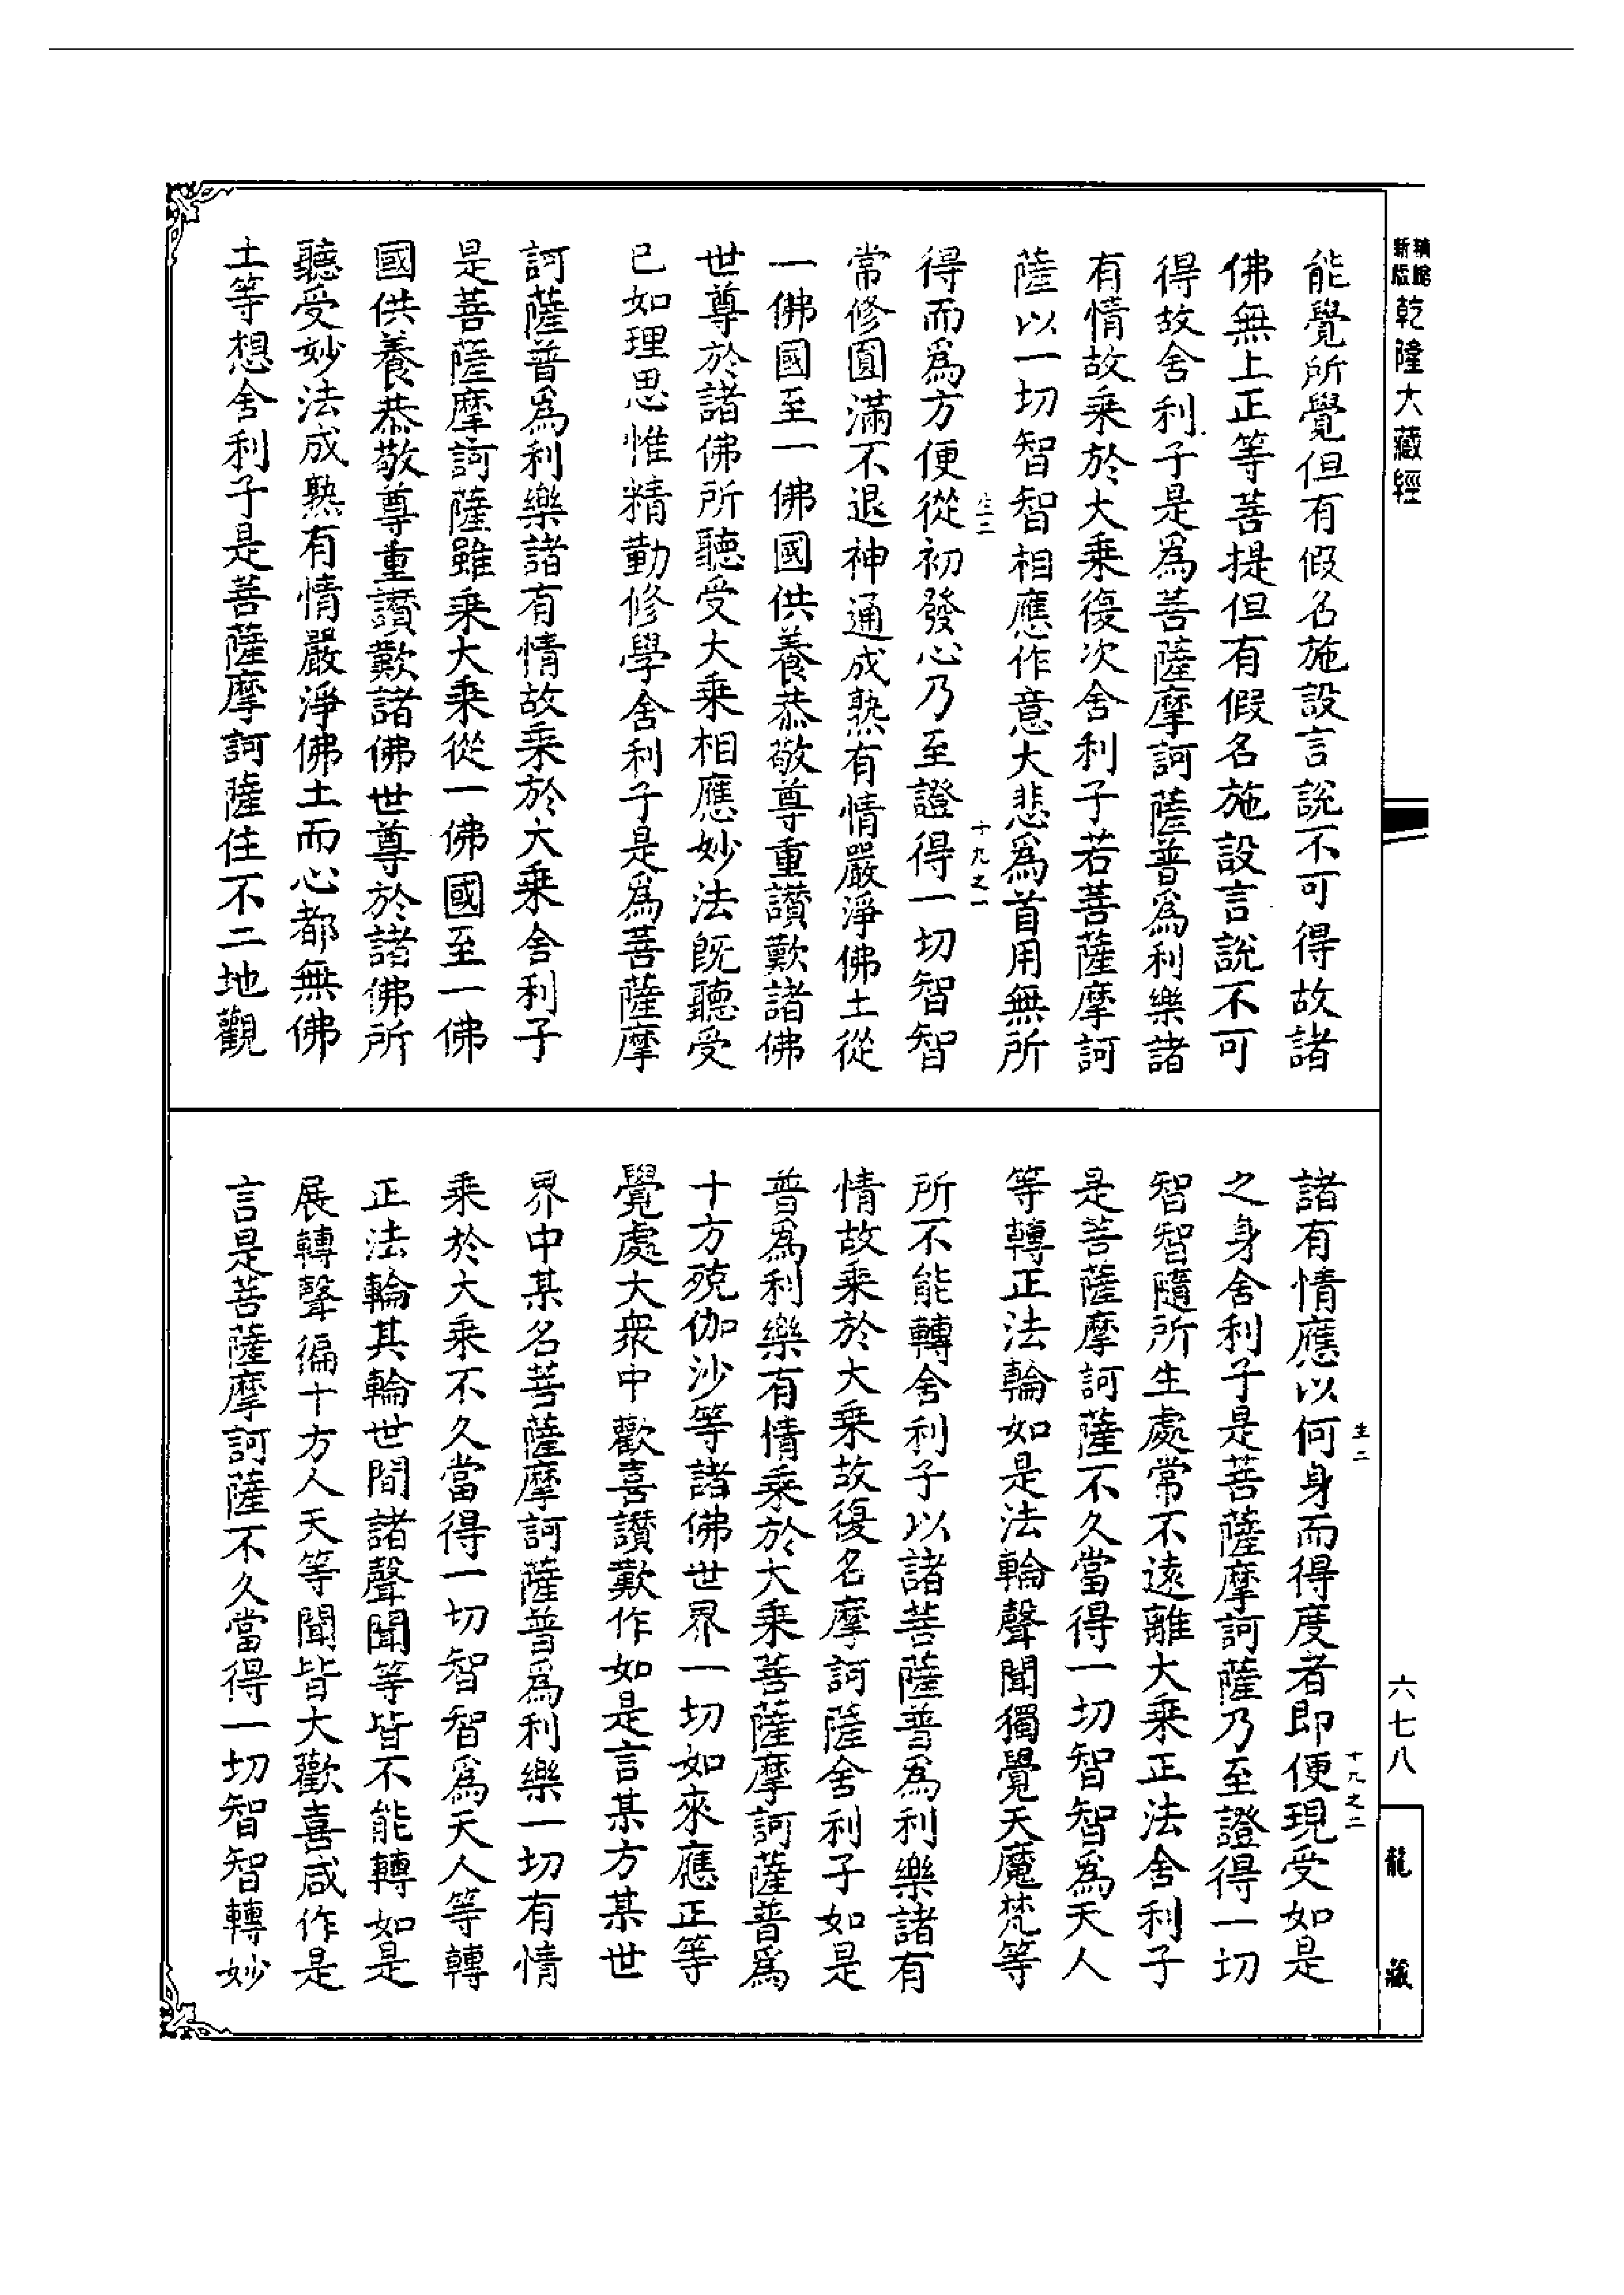 新版
乾隆大藏經
能覺所覺但有假名施設言說不可得故諸
佛無上正等菩提但有假名施設言說不可
得故舍利子是爲菩薩摩訶薩普爲利樂諸
有情故乘於大乘復次舍利子若菩薩摩訶
薩以一切智智相應作意大悲爲首用無所
生二
十九之一
得而爲方便從初發心乃至證得一切智智
常修圓滿不退神通成熟有情嚴淨佛土從
一佛國至一佛國供養恭敬尊重讚歎諸佛
世尊於諸佛所聽受大乘相應妙法既聽受
已如理思惟精勤修學舍利子是爲菩薩摩
訶薩普爲利樂諸有情故乘於大乘舍利子
是菩薩摩訶薩雖乘大乘從一佛國至一佛
國供養恭敬尊重讚歎諸佛世尊於諸佛所
聽受妙法成熟有情嚴淨佛土而心都無佛
土等想舍利子是菩薩摩訶薩住不二地觀
六七八
龍藏
生二
十九之二
諸有情應以何身而得度者即便現受如是
之身舍利子是菩薩摩訶薩乃至證得一切
智智隨所生處常不遠離大乘正法舍利子
是菩薩摩訶薩不久當得一切智智爲天人
等轉正法輪如是法輪聲聞獨覺天魔梵等
所不能轉舍利子以諸菩薩普爲利樂諸有
情故乘於大乘故復名摩訶薩舍利子如是
普爲利樂有情乘於大乘菩薩摩訶薩普爲
十方殑伽沙等諸佛世界一切如來應正等
覺處大衆中歡喜讚歎作如是言某方某世
界中某名菩薩摩訶薩普爲利樂一切有情
乘於大乘不久當得一切智智爲天人等轉
正法輪其輪世間諸聲聞等皆不能轉如是
展轉聲徧十方人天等聞皆大歡喜咸作是
言是菩薩摩訶薩不久當得一切智智轉妙